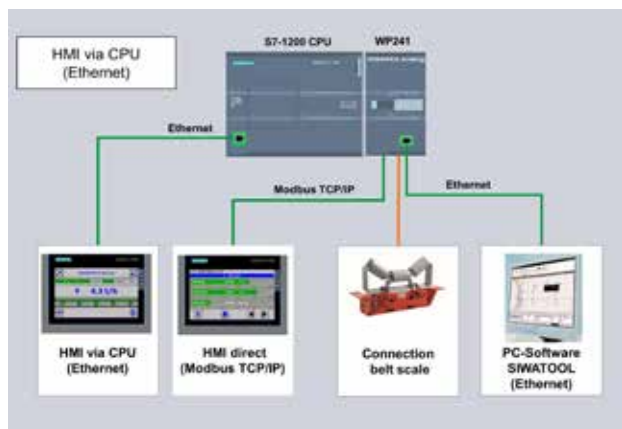 HMI via CPU
(Ethernet)
S7-1200 CPU
WP241
SIEMENS
Ethernet
Modbus TCP/IP
Ethernet
HMI via CPU
(Ethernet)
HMI direct
(Modbus TCP/IP)
Connection
belt scale
PC-Software
SIWATOOL
(Ethernet)